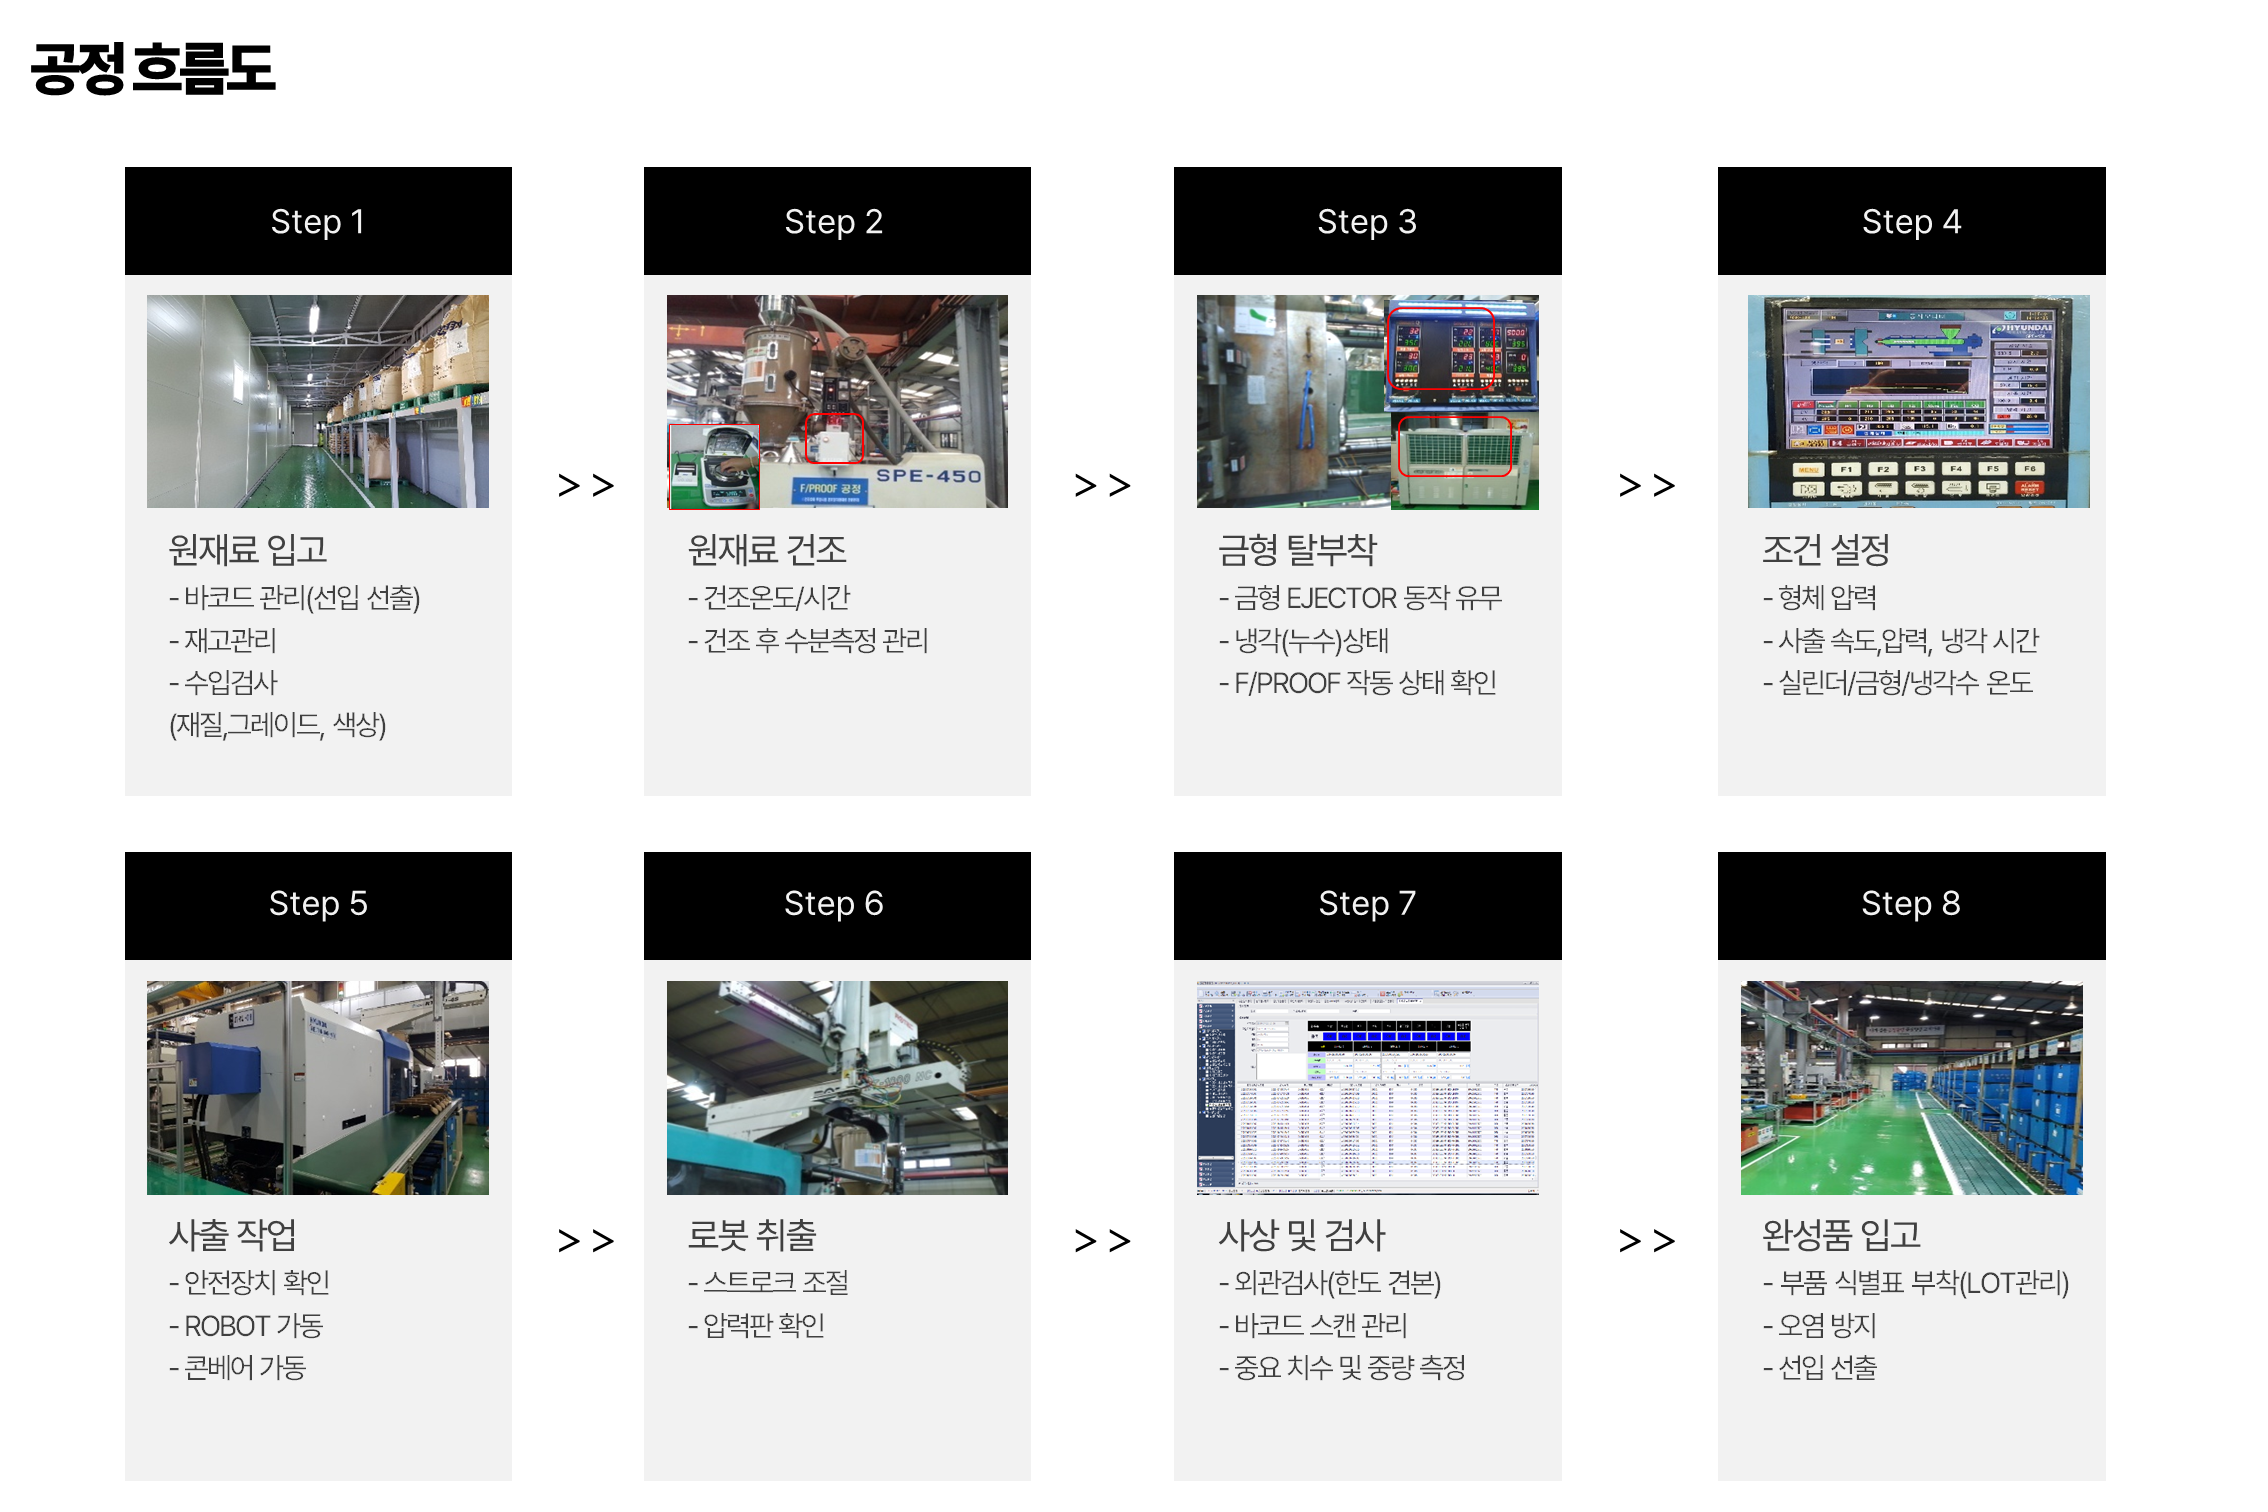 공정 흐름도
Step 1
원재료 입고
- 바코드 관리(선입 선출)
- 재고관리
- 수입검사
(재질,그레이드, 색상)
> >
Step 2
SPE-450
F/PROOF 공정
원재료 건조
- 건조온도/시간
- 건조 후 수분측정 관리
> >
Step 3
금형 탈부착
- 금형 EJECTOR 동작 유무
- 냉각(누수)상태
- F/PROOF 작동 상태 확인
> >
Step 4
HYUNDAI
MENU F1 F2 F3 F4 F5 F6
조건 설정
- 형체 압력
- 사출 속도,압력, 냉각 시간
- 실린더/금형/냉각수 온도
Step 5
사출 작업
- 안전장치 확인
- ROBOT 가동
- 콘베어 가동
> >
Step 6
로봇 취출
- 스트로크 조절
- 압력판 확인
> >
Step 7
사상 및 검사
- 외관검사(한도 견본)
- 바코드 스캔 관리
- 중요 치수 및 중량 측정
> >
Step 8
완성품 입고
- 부품 식별표 부착(LOT관리)
- 오염 방지
- 선입 선출